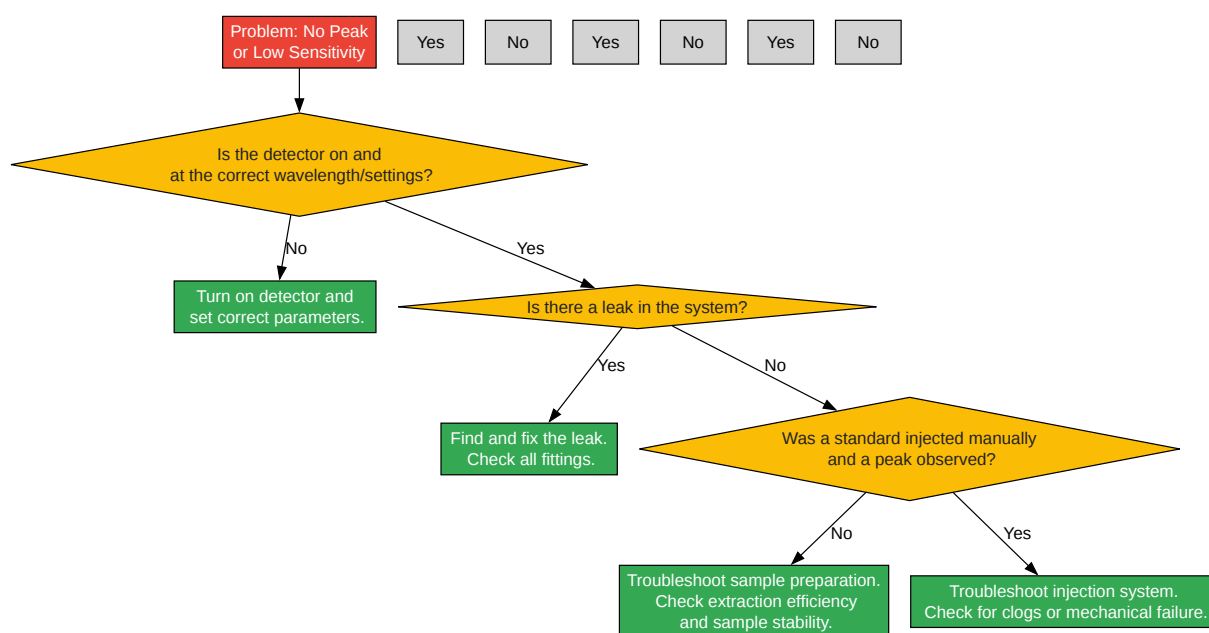 Problem: No Peak
or Low Sensitivity
Yes
No
Yes
No
Yes
No
Is the detector on and
at the correct wavelength/settings?
No
Yes
Turn on detector and
set correct parameters.
Is there a leak in the system?
Yes
No
Find and fix the leak.
Check all fittings.
Was a standard injected manually
and a peak observed?
No
Yes
Troubleshoot sample preparation.
Check extraction efficiency
and sample stability.
Troubleshoot injection system.
Check for clogs or mechanical failure.